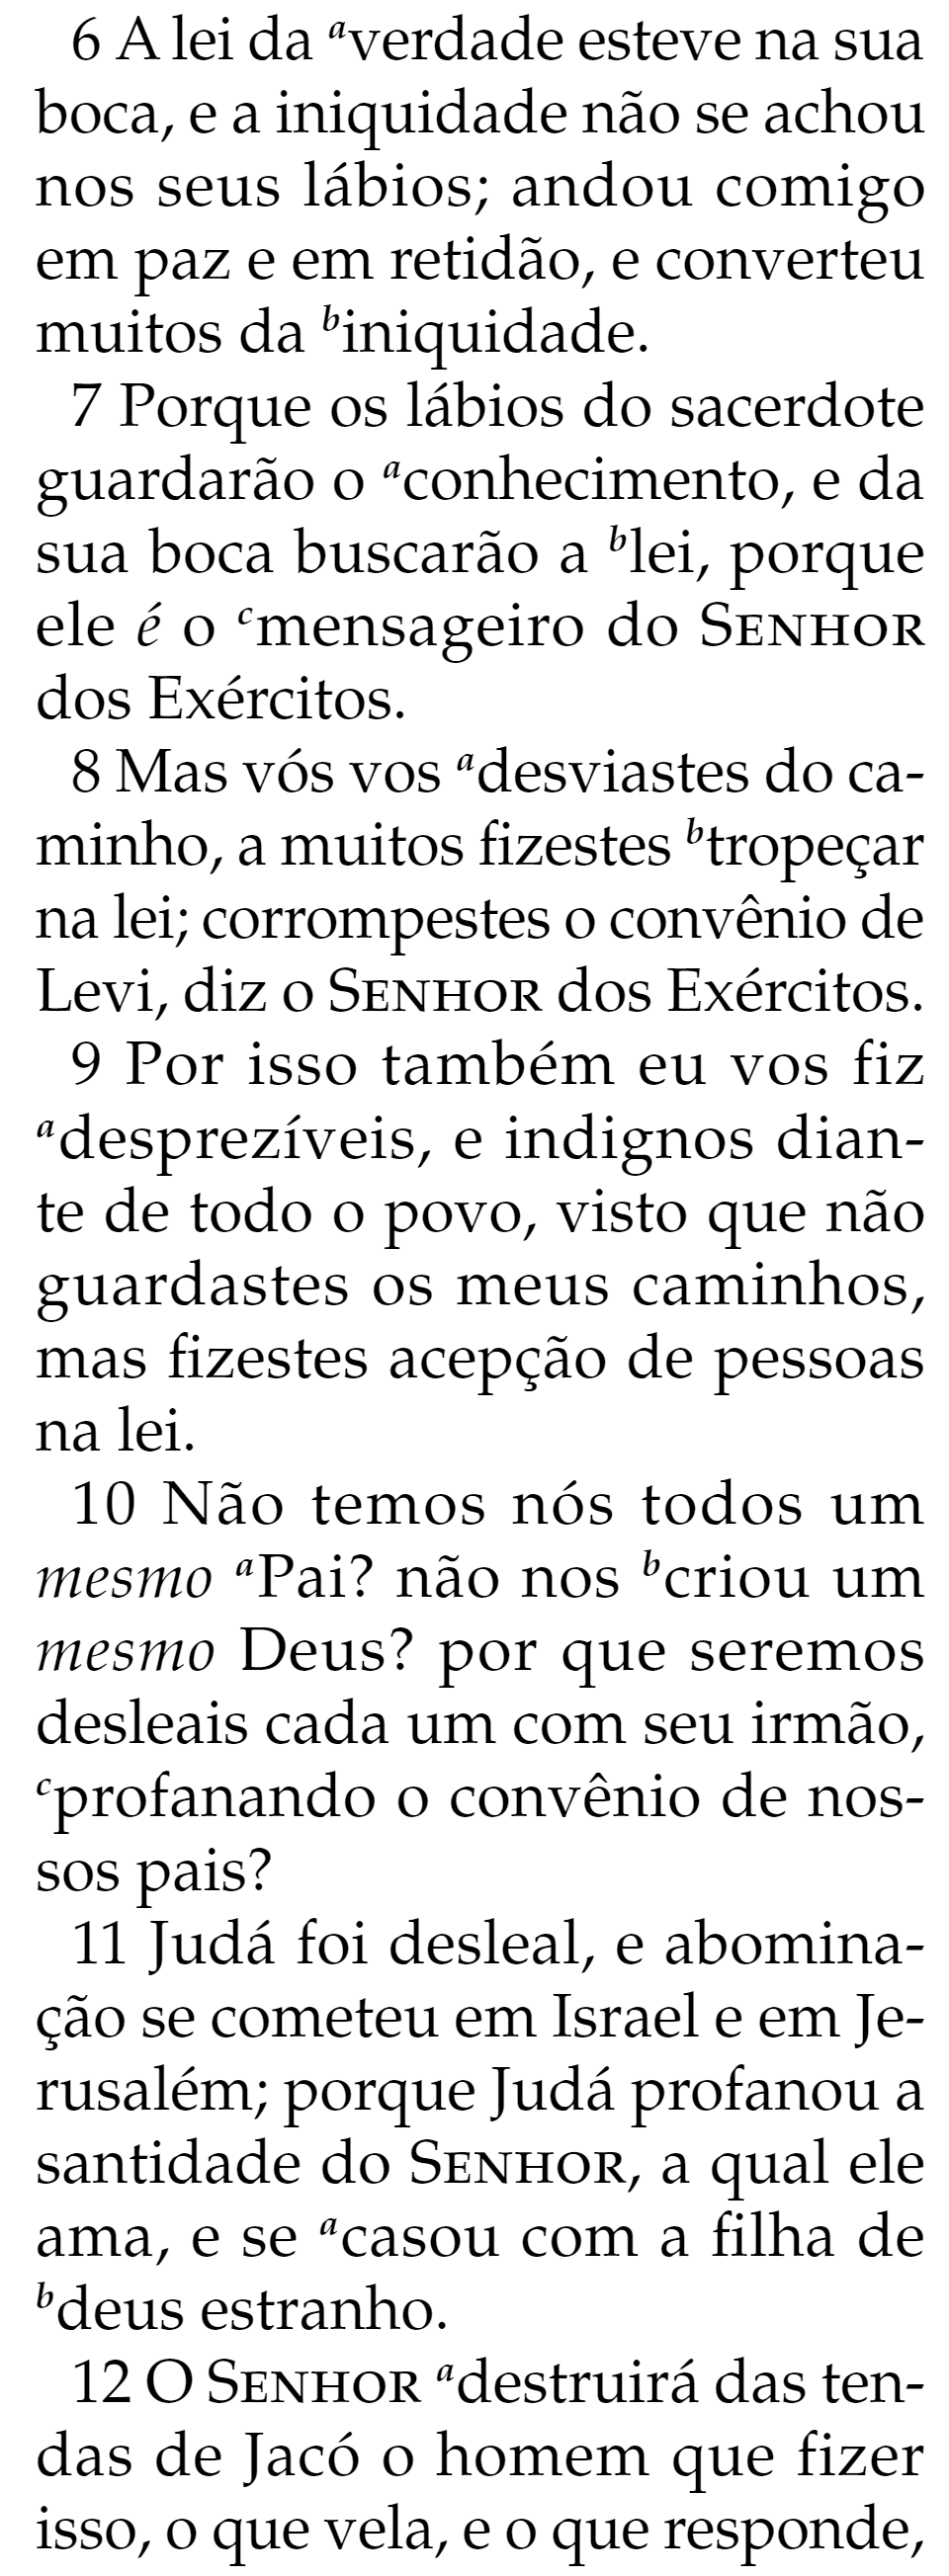 6 A lei da ᵃverdade esteve na sua
boca, e a iniquidade não se achou
nos seus lábios; andou comigo
em paz e em retidão, e converteu
muitos da ᵇiniquidade.
7 Porque os lábios do sacerdote
guardarão o ᵃconhecimento, e da
sua boca buscarão a ᵇlei, porque
ele é o ᶜmensageiro do SENHOR
dos Exércitos.
8 Mas vós vos ᵃdesviastes do ca-
minho, a muitos fizestes ᵇtropeçar
na lei; corrompestes o convênio de
Levi, diz o SENHOR dos Exércitos.
9 Por isso também eu vos fiz
ᵃdesprezíveis, e indignos dian-
te de todo o povo, visto que não
guardastes os meus caminhos,
mas fizestes acepção de pessoas
na lei.
10 Não temos nós todos um
mesmo ᵃPai? não nos ᵇcriou um
mesmo Deus? por que seremos
desleais cada um com seu irmão,
ᶜprofanando o convênio de nos-
sos pais?
11 Judá foi desleal, e abomina-
ção se cometeu em Israel e em Je-
rusalém; porque Judá profanou a
santidade do SENHOR, a qual ele
ama, e se ᵃcasou com a filha de
ᵇdeus estranho.
12 O SENHOR ᵃdestruirá das ten-
das de Jacó o homem que fizer
isso, o que vela, e o que responde,